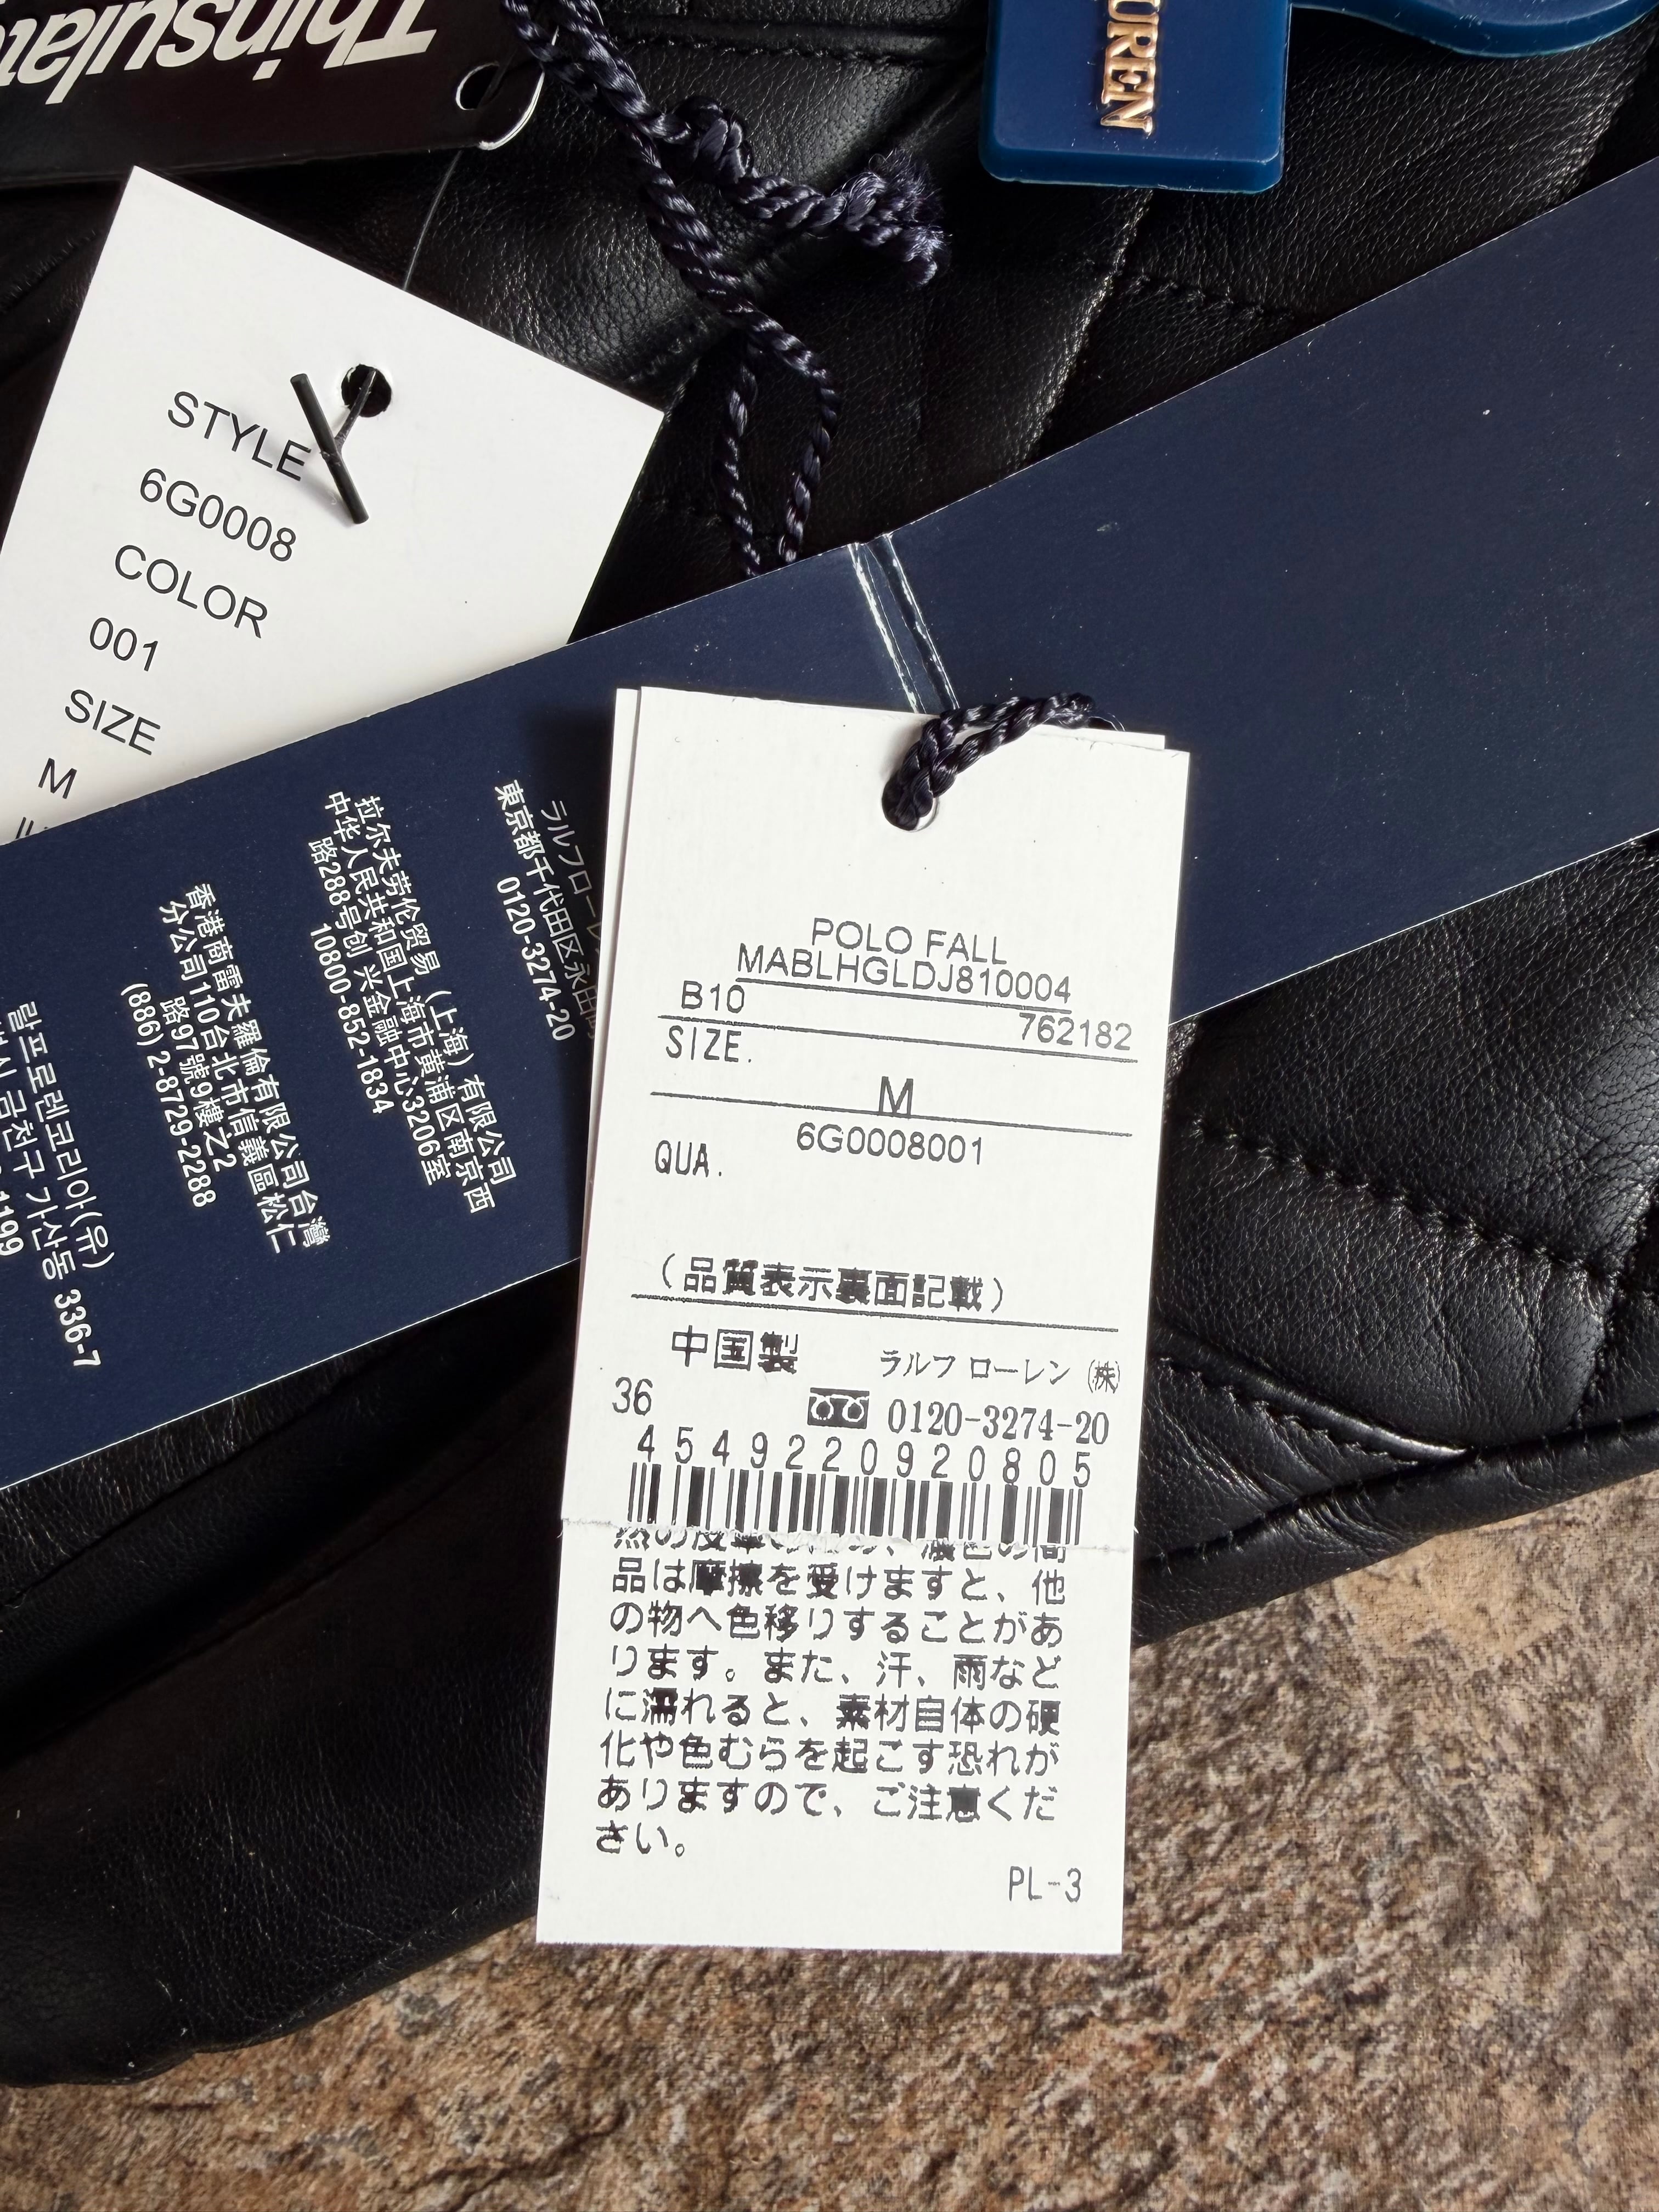 Thinsulat
UREN
STYLE
6G0008
COLOR
001
SIZE
M
ラルフローレ
東京都千代田区永田町
0120-3274-20
拉尔夫劳伦贸易（上海）有限公司
中华人民共和国上海市黄浦区南京西
路288号创 兴金融中心3206室
10800-852-1834
香港商雷夫羅倫有限公司台灣
分公司110台北市信義區松仁
路97號9樓之2
(886) 2-8729-2288
랄프로렌코리아(유)
금천구 가산동 336-7
POLO FALL
MABLHGLDJ810004
B10 762182
SIZE.
M
6G0008001
QUA.
(品質表示裏面記載)
中国製 ラルフ ローレン ㈱
36 0120-3274-20
4549220920805
然の皮革の 、濃色の商
品は摩擦を受けますと、他
の物へ色移りすることがあ
ります。また、汗、雨など
に濡れると、素材自体の硬
化や色むらを起こす恐れが
ありますので、ご注意くだ
さい。
PL-3